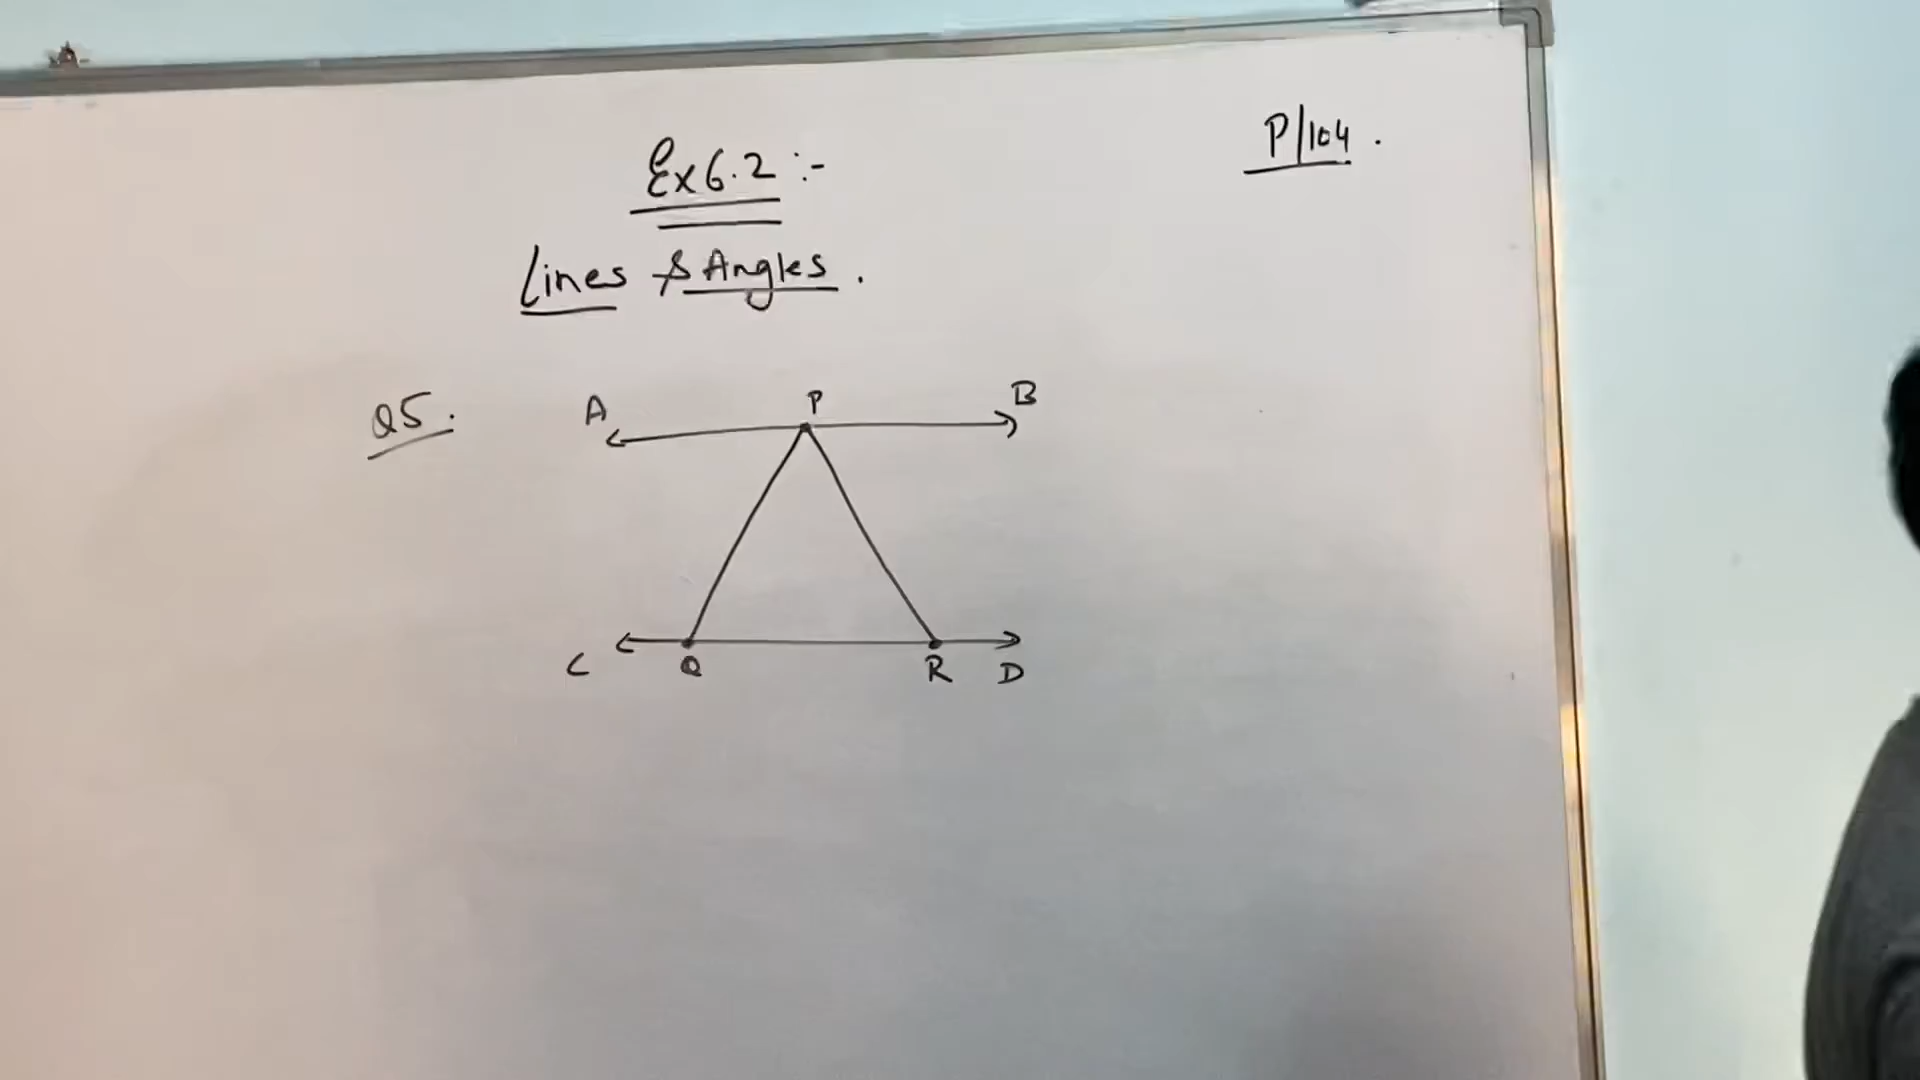 P/104.
Ex 6.2 :-
Lines & Angles.
Q5.
A P B
C Q R D